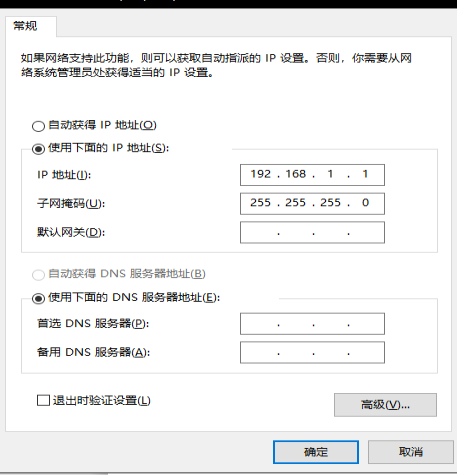 常规
如果网络支持此功能，则可以获取自动指派的 IP 设置。否则，你需要从网
络系统管理员处获得适当的 IP 设置。
自动获得 IP 地址(O)
使用下面的 IP 地址(S):
IP 地址(I): 192 . 168 . 1 . 1
子网掩码(U): 255 . 255 . 255 . 0
默认网关(D): . . .
自动获得 DNS 服务器地址(B)
使用下面的 DNS 服务器地址(E):
首选 DNS 服务器(P): . . .
备用 DNS 服务器(A): . . .
退出时验证设置(L)
高级(V)...
确定 取消